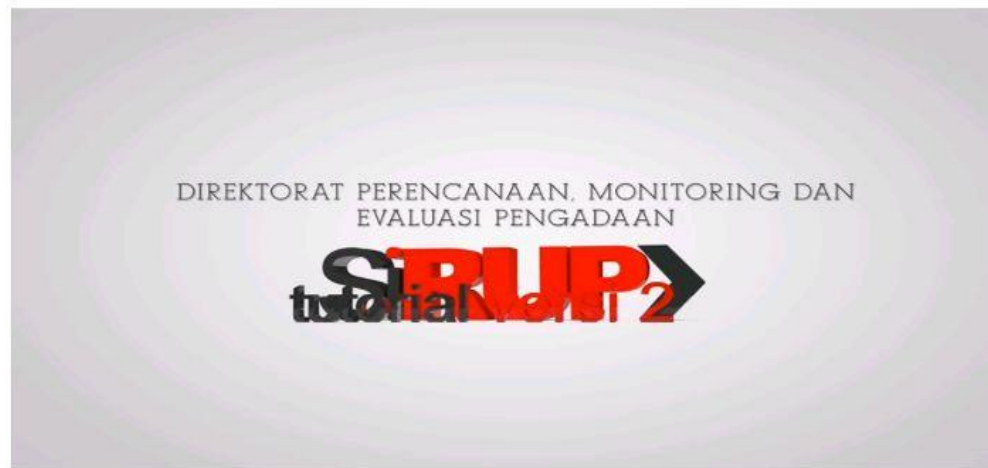 DIREKTORAT PERENCANAAN, MONITORING DAN
EVALUASI PENGADAAN
SiRUP
tutorial versi 2